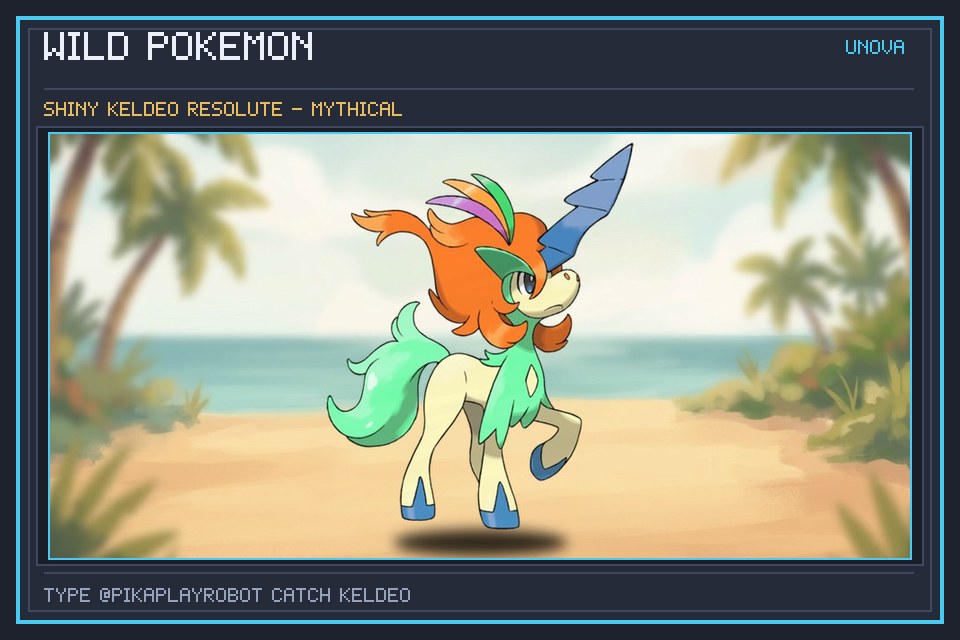 WILD POKEMON
UNOVA
SHINY KELDEO RESOLUTE - MYTHICAL
TYPE @PIKAPLAYROBOT CATCH KELDEO